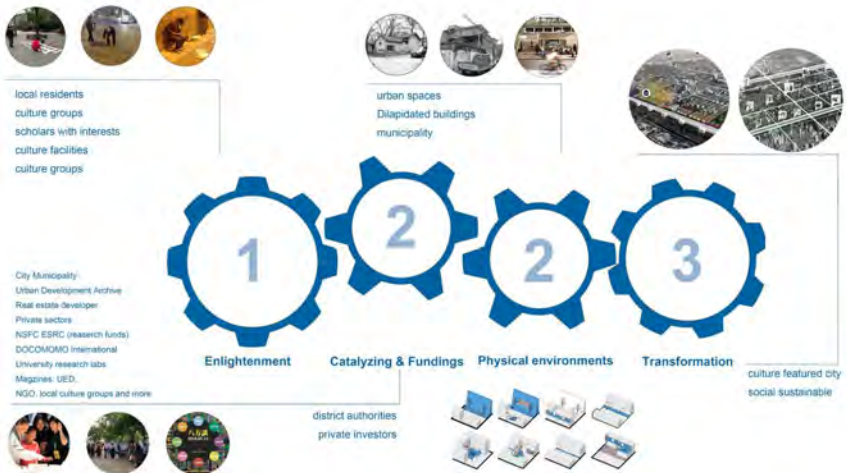 local residents
culture groups
scholars with interests
culture facilities
culture groups
urban spaces
Dilapidated buildings
municipality
1
2
2
3
City Municipality
Urban Development Archive
Real estate developer
Private sectors
NSFC ESRC (reaserch funds)
DOCOMOMO International
University research labs
Magzines: UED,
NGO, local culture groups and more
Enlightenment
Catalyzing & Fundings
Physical environments
Transformation
district authorities
private investors
culture featured city
social sustainable